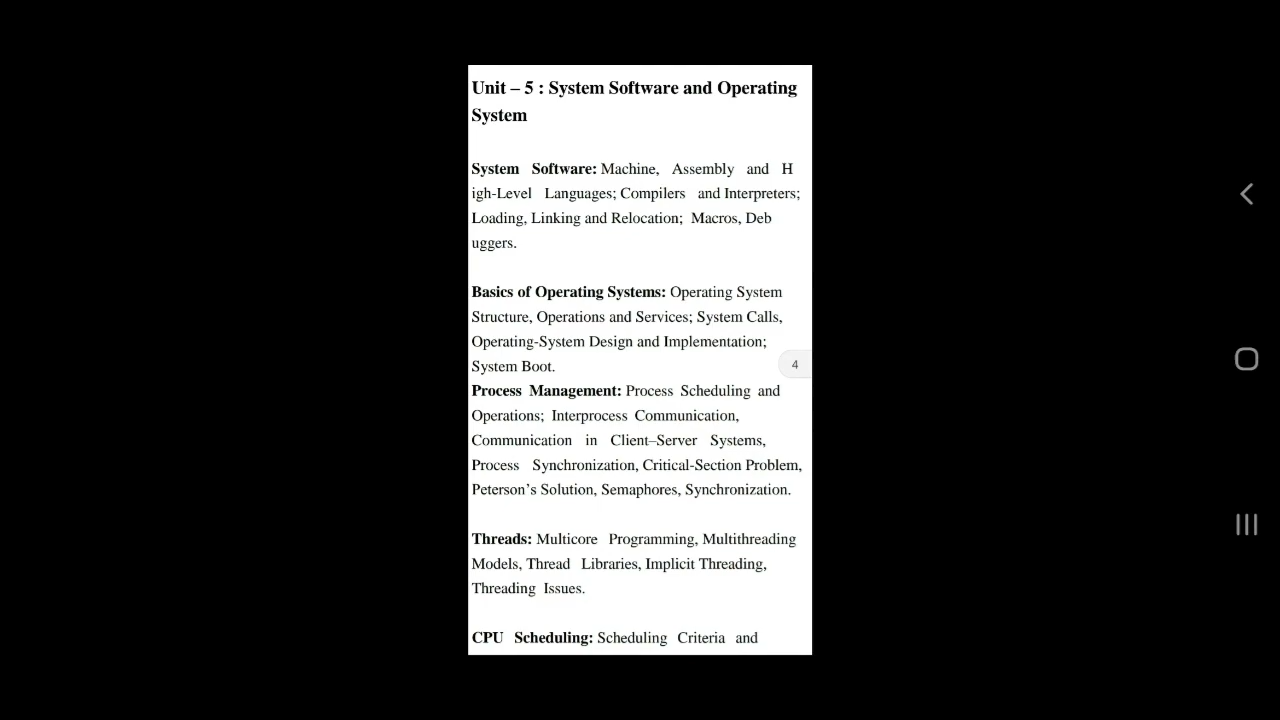 Unit – 5 : System Software and Operating
System
System Software: Machine, Assembly and H
igh-Level Languages; Compilers and Interpreters;
Loading, Linking and Relocation; Macros, Deb
uggers.
Basics of Operating Systems: Operating System
Structure, Operations and Services; System Calls,
Operating-System Design and Implementation;
System Boot.
4
Process Management: Process Scheduling and
Operations; Interprocess Communication,
Communication in Client–Server Systems,
Process Synchronization, Critical-Section Problem,
Peterson’s Solution, Semaphores, Synchronization.
Threads: Multicore Programming, Multithreading
Models, Thread Libraries, Implicit Threading,
Threading Issues.
CPU Scheduling: Scheduling Criteria and